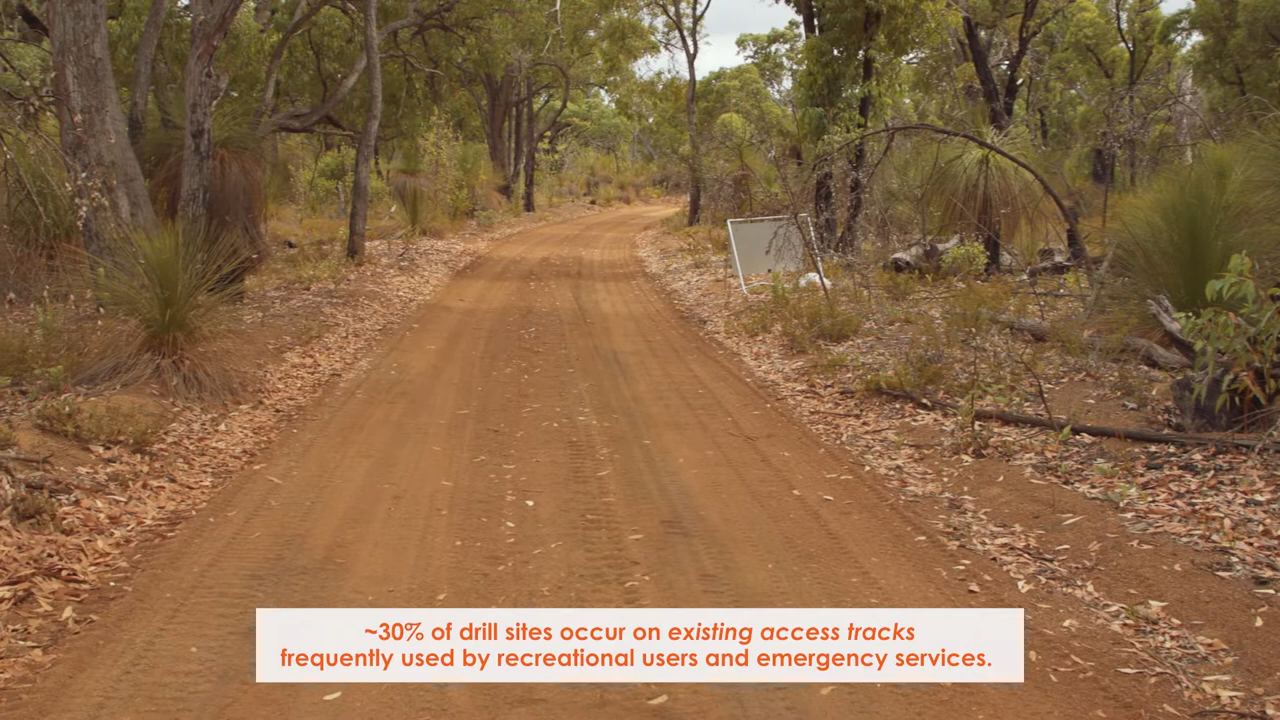 ~30% of drill sites occur on existing access tracks
frequently used by recreational users and emergency services.